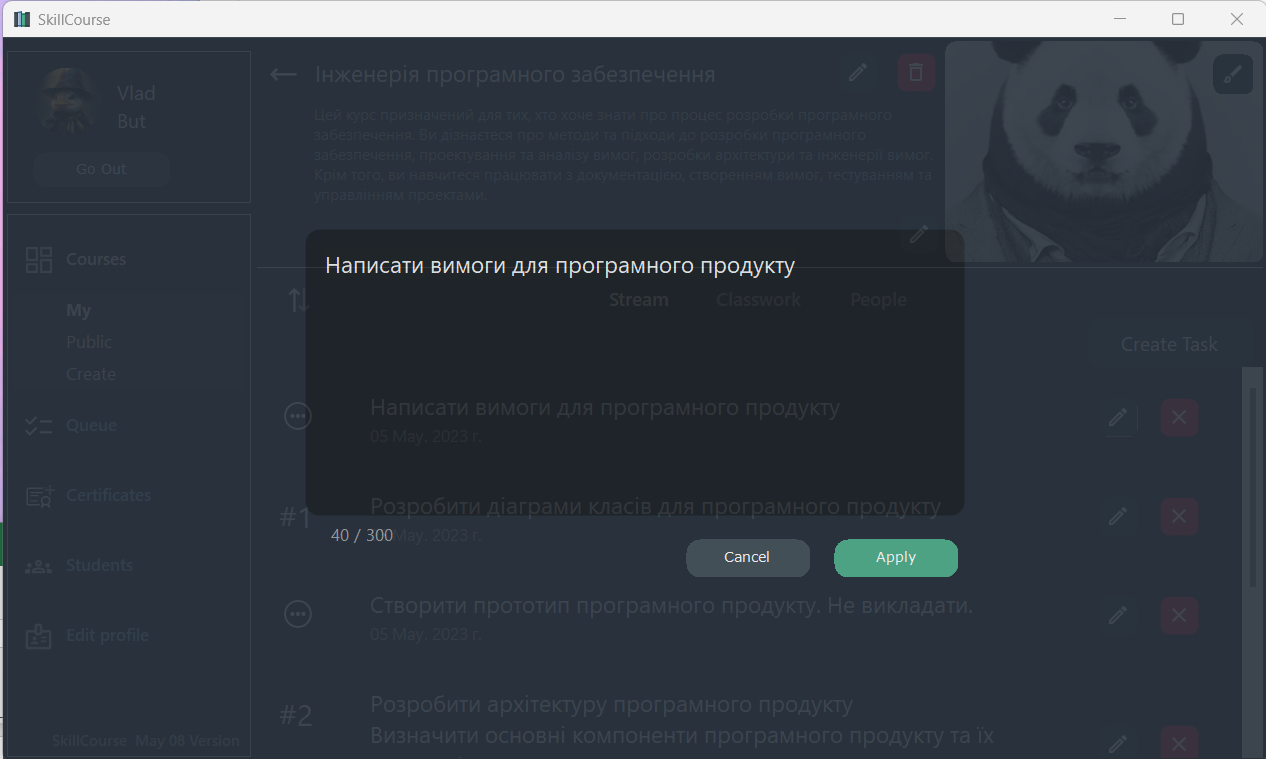 SkillCourse
Vlad
But
Go Out
Courses
My
Public
Create
Queue
Certificates
Students
Edit profile
SkillCourse May 08 Version
Інженерія програмного забезпечення
Цей курс призначений для тих, хто хоче знати про процес розробки програмного
забезпечення. Ви дізнаєтеся про методи та підходи до розробки програмного
забезпечення, проектування та аналізу вимог, розробки архітектури та інженерії вимог.
Крім того, ви навчитеся працювати з документацією, створенням вимог, тестуванням та
управлінням проектами.
Написати вимоги для програмного продукту
Stream Classwork People
Create Task
Написати вимоги для програмного продукту
05 May. 2023 г.
#1 Розробити діаграми класів для програмного продукту
40 / 300 May. 2023 г.
Cancel Apply
Створити прототип програмного продукту. Не викладати.
05 May. 2023 г.
#2 Розробити архітектуру програмного продукту
Визначити основні компоненти програмного продукту та їх